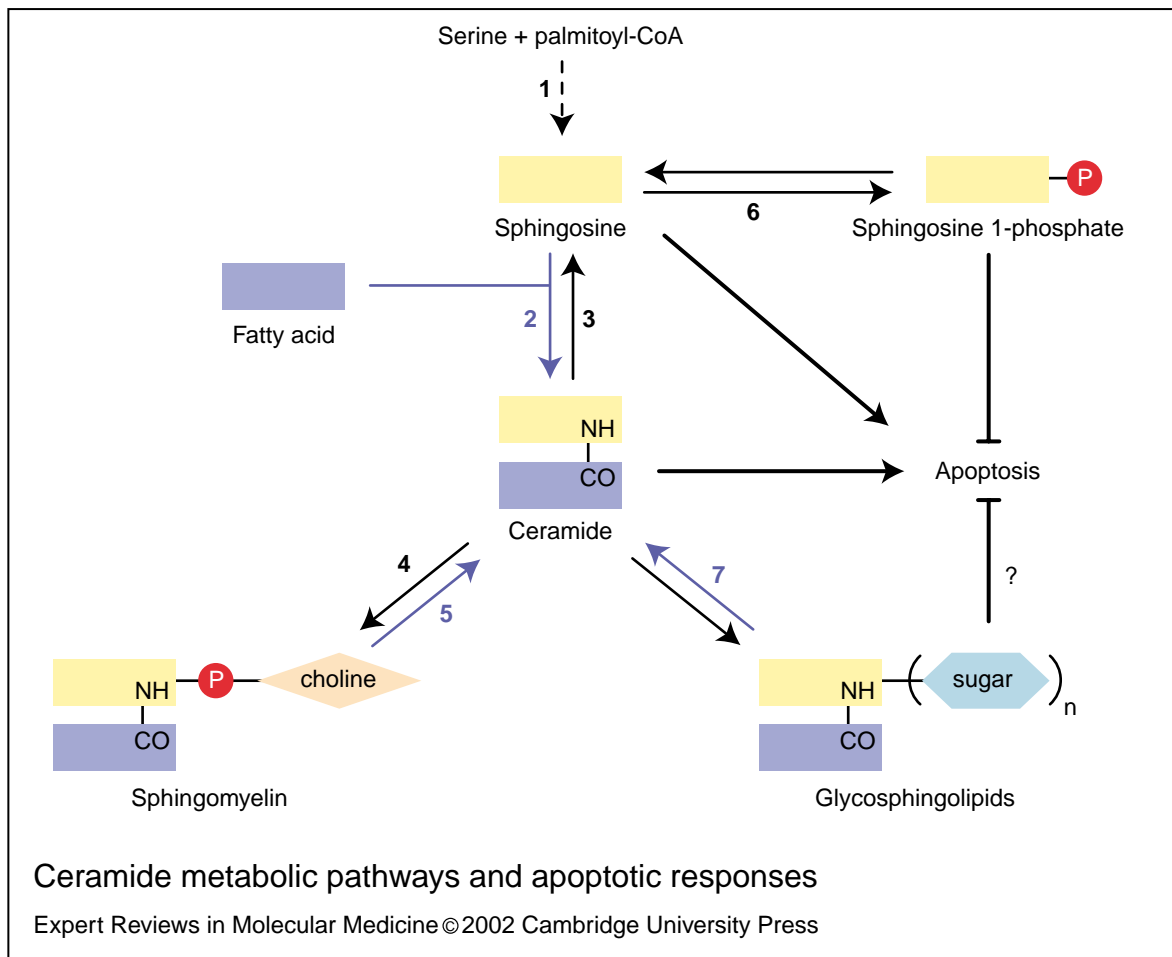 Serine + palmitoyl-CoA
1
P
6
Sphingosine
Sphingosine 1-phosphate
2
3
Fatty acid
NH
CO
Apoptosis
Ceramide
4
7
5
?
NH
P
choline
CO
Sphingomyelin
NH
( sugar )
n
CO
Glycosphingolipids
Ceramide metabolic pathways and apoptotic responses
Expert Reviews in Molecular Medicine © 2002 Cambridge University Press